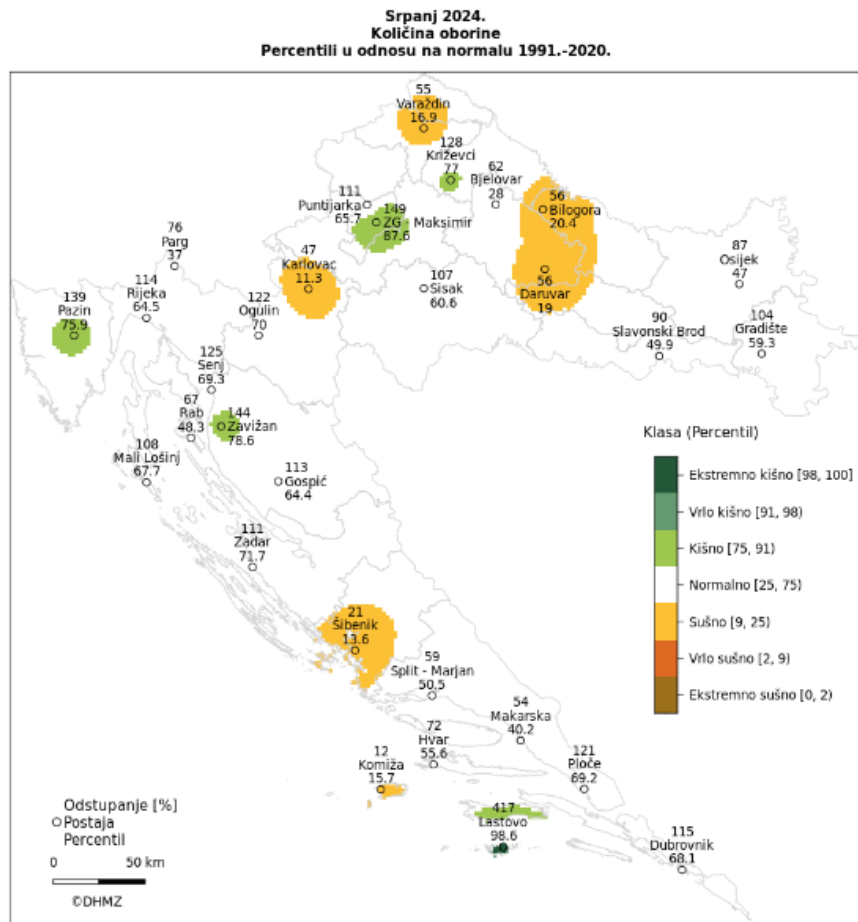 Srpanj 2024.
Količina oborine
Percentili u odnosu na normalu 1991.-2020.
55
Varaždin
16.9
128
Križevci
77
62
Bjelovar
28
111
Puntijarka
65.7
149
ZG Maksimir
87.6
56
Bilogora
20.4
76
Parg
37
47
Karlovac
11.3
107
Sisak
60.6
56
Daruvar
19
87
Osijek
47
114
Rijeka
64.5
139
Pazin
75.9
122
Ogulin
70
90
Slavonski Brod
49.9
104
Gradište
59.3
125
Senj
69.3
67
Rab
48.3
144
Zavižan
78.6
108
Mali Lošinj
67.7
113
Gospić
64.4
111
Zadar
71.7
21
Šibenik
13.6
59
Split - Marjan
50.5
54
Makarska
40.2
72
Hvar
55.6
12
Komiža
15.7
121
Ploče
69.2
417
Lastovo
98.6
115
Dubrovnik
68.1
Klasa (Percentil)
Ekstremno kišno [98, 100]
Vrlo kišno [91, 98)
Kišno [75, 91)
Normalno [25, 75)
Sušno [9, 25)
Vrlo sušno [2, 9)
Ekstremno sušno [0, 2)
Odstupanje [%]
Postaja
Percentil
0 50 km
©DHMZ